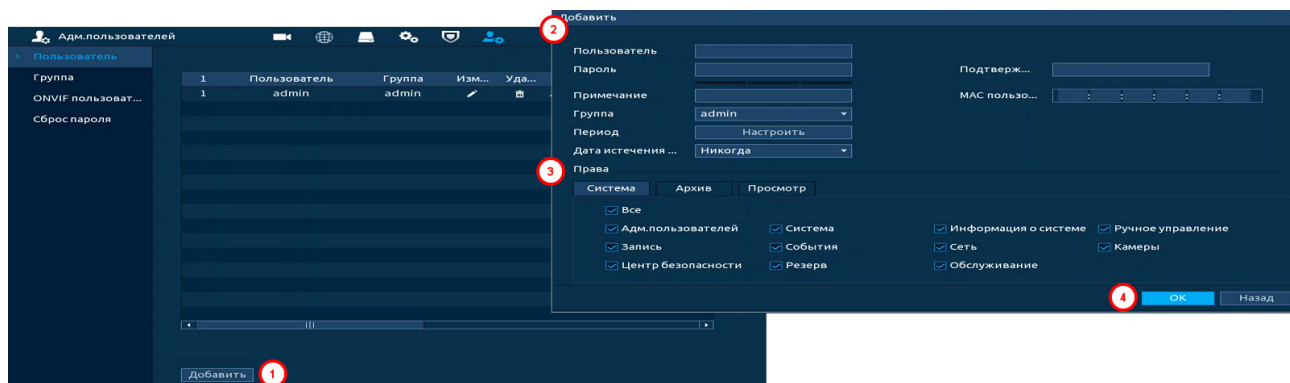 Адм.пользователей
Пользователь
Группа
ONVIF пользоват...
Сброс пароля
1 Пользователь Группа Изм... Уда...
1 admin admin
Добавить 1
Добавить
2
Пользователь
Пароль Подтверж...
Примечание MAC пользо... : : : : :
Группа admin
Период Настроить
Дата истечения ... Никогда
3 Права
Система Архив Просмотр
Все
Адм.пользователей Система Информация о системе Ручное управление
Запись События Сеть Камеры
Центр безопасности Резерв Обслуживание
4 OK Назад